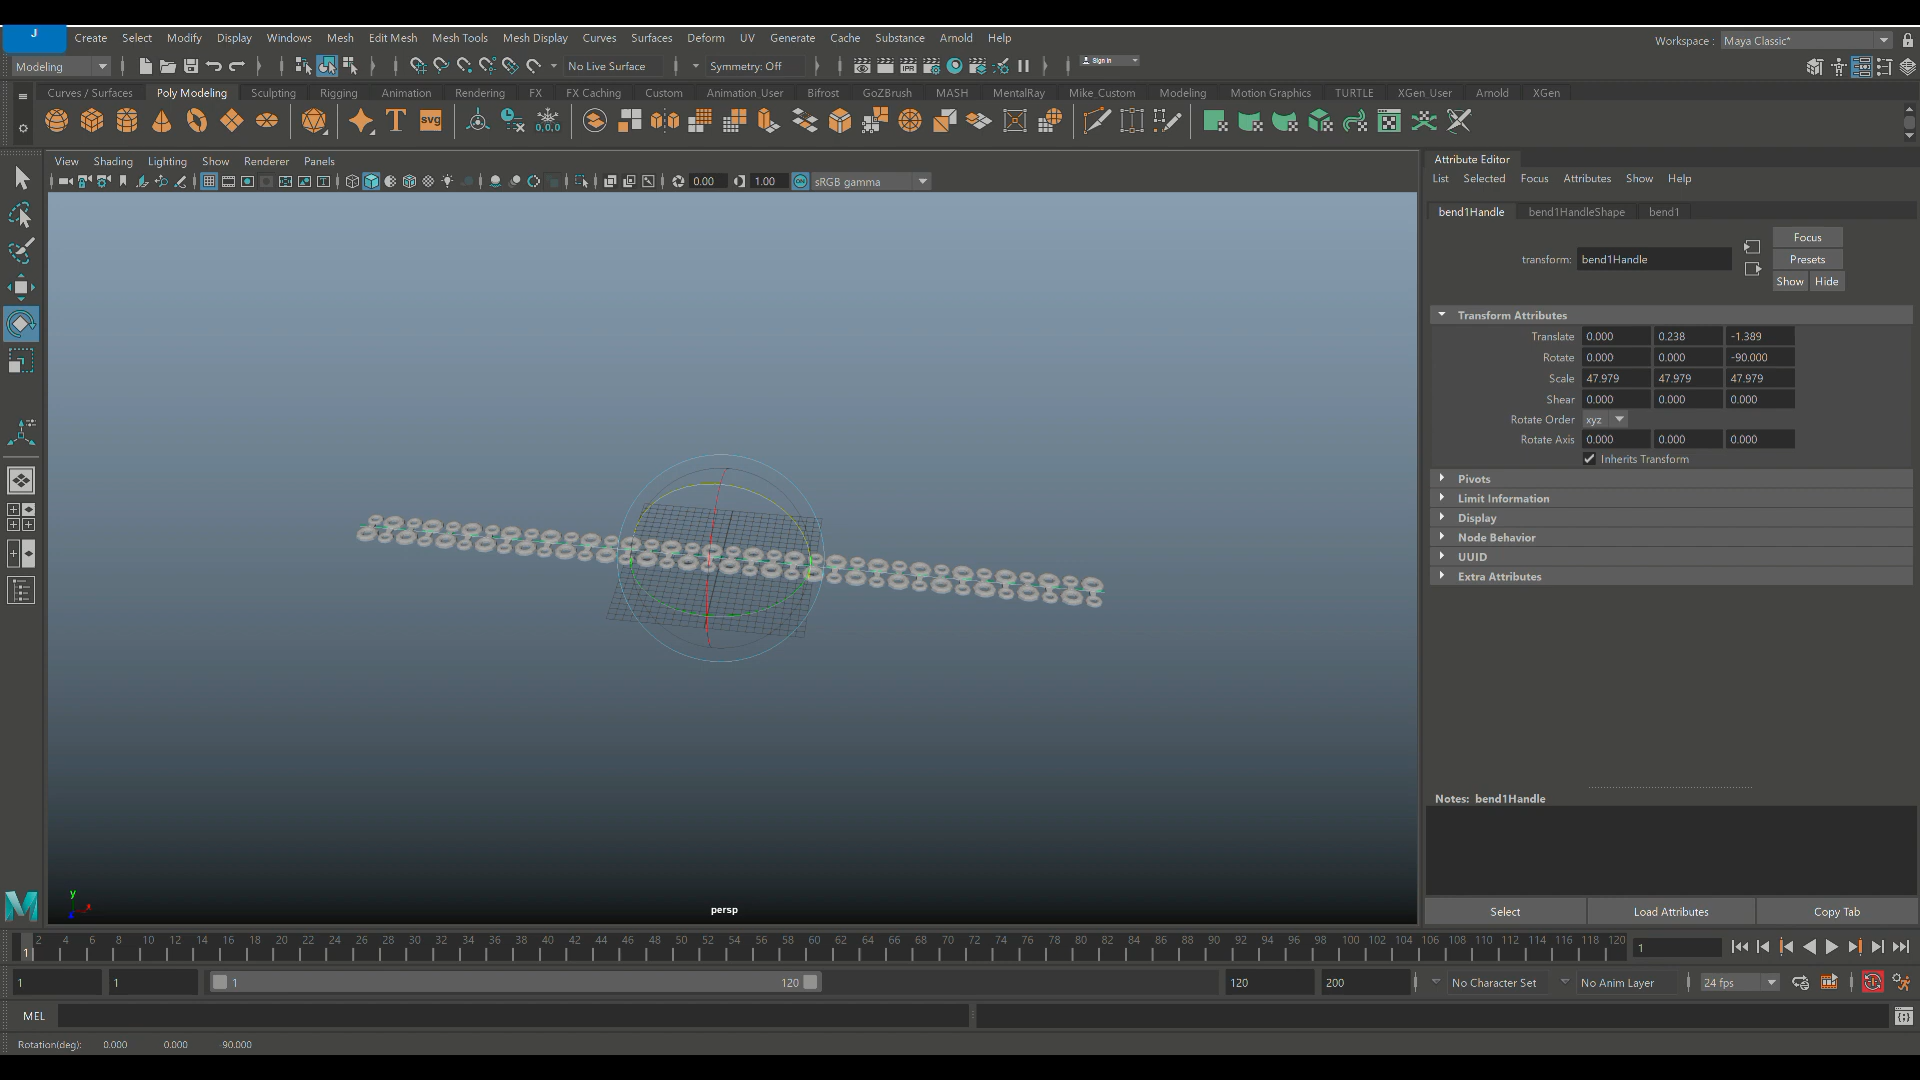 J Create Select Modify Display Windows Mesh Edit Mesh Mesh Tools Mesh Display Curves Surfaces Deform UV Generate Cache Substance Arnold Help Workspace : Maya Classic*
Modeling No Live Surface Symmetry: Off Sign In
Curves / Surfaces Poly Modeling Sculpting Rigging Animation Rendering FX FX Caching Custom Animation_User Bifrost GoZBrush MASH MentalRay Mike_Custom Modeling Motion Graphics TURTLE XGen_User Arnold XGen
T SVG 0,0,0
View Shading Lighting Show Renderer Panels
0.00 1.00 ON sRGB gamma
Attribute Editor
List Selected Focus Attributes Show Help
bend1Handle bend1HandleShape bend1
Focus
transform: bend1Handle Presets
Show Hide
Transform Attributes
Translate 0.000 0.238 -1.389
Rotate 0.000 0.000 -90.000
Scale 47.979 47.979 47.979
Shear 0.000 0.000 0.000
Rotate Order xyz
Rotate Axis 0.000 0.000 0.000
Inherits Transform
Pivots
Limit Information
Display
Node Behavior
UUID
Extra Attributes
Notes: bend1Handle
y
x
persp
M
Select Load Attributes Copy Tab
1 2 4 6 8 10 12 14 16 18 20 22 24 26 28 30 32 34 36 38 40 42 44 46 48 50 52 54 56 58 60 62 64 66 68 70 72 74 76 78 80 82 84 86 88 90 92 94 96 98 100 102 104 106 108 110 112 114 116 118 120 1
1 1 1 120 120 200 No Character Set No Anim Layer 24 fps
MEL
Rotation(deg): 0.000 0.000 -90.000